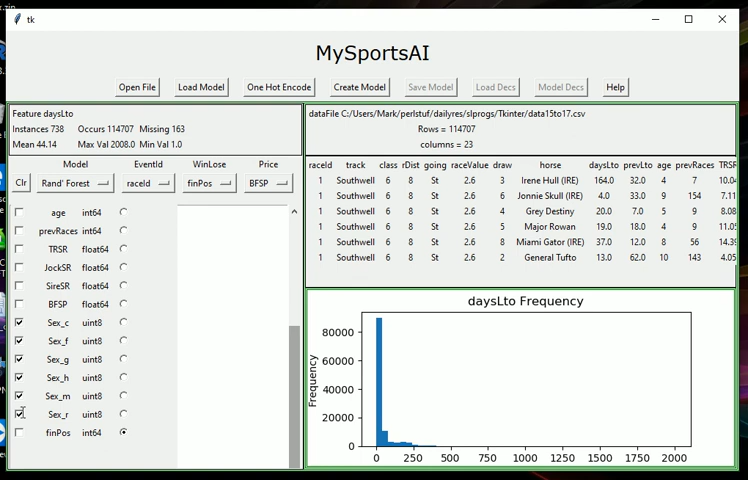 tk
MySportsAI
Open File Load Model One Hot Encode Create Model Save Model Load Decs Model Decs Help
Feature daysLto
Instances 738 Occurs 114707 Missing 163
Mean 44.14 Max Val 2008.0 Min Val 1.0
Model EventId WinLose Price
Clr Rand' Forest raceId finPos BFSP
age int64
prevRaces int64
TRSR float64
JockSR float64
SireSR float64
BFSP float64
Sex_c uint8
Sex_f uint8
Sex_g uint8
Sex_h uint8
Sex_m uint8
Sex_r uint8
finPos int64
dataFile C:/Users/Mark/perlstuf/dailyres/slprogs/Tkinter/data15to17.csv
Rows = 114707
columns = 23
raceId track class rDist going raceValue draw horse daysLto prevLto age prevRaces TRSR
1 Southwell 6 8 St 2.6 3 Irene Hull (IRE) 164.0 32.0 4 7 10.04
1 Southwell 6 8 St 2.6 6 Jonnie Skull (IRE) 4.0 33.0 9 154 7.11
1 Southwell 6 8 St 2.6 4 Grey Destiny 20.0 7.0 5 9 8.08
1 Southwell 6 8 St 2.6 5 Major Rowan 19.0 18.0 4 9 11.05
1 Southwell 6 8 St 2.6 8 Miami Gator (IRE) 37.0 12.0 8 56 14.39
1 Southwell 6 8 St 2.6 2 General Tufto 13.0 62.0 10 143 4.05
daysLto Frequency
Frequency
80000
60000
40000
20000
0
0 250 500 750 1000 1250 1500 1750 2000